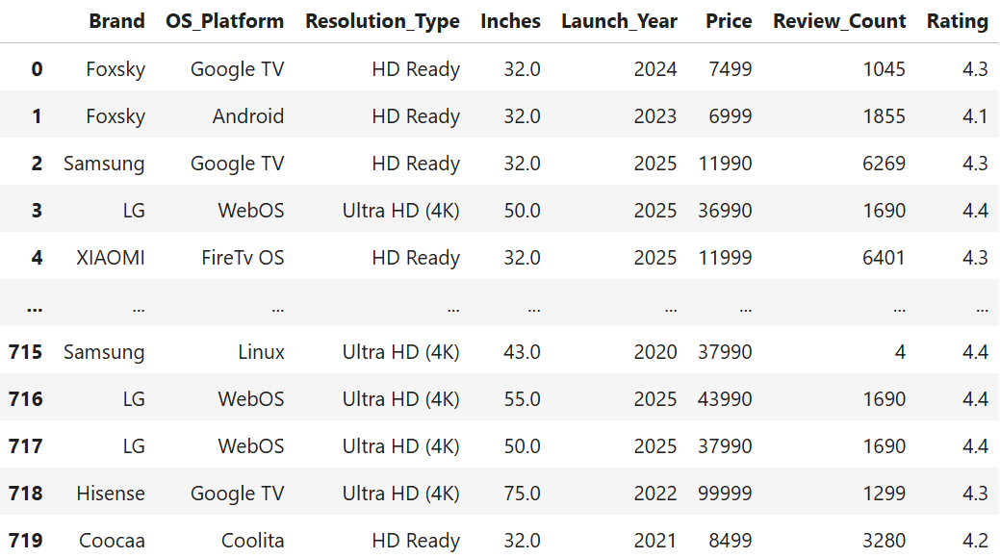 Brand OS_Platform Resolution_Type Inches Launch_Year Price Review_Count Rating
0 Foxsky Google TV HD Ready 32.0 2024 7499 1045 4.3
1 Foxsky Android HD Ready 32.0 2023 6999 1855 4.1
2 Samsung Google TV HD Ready 32.0 2025 11990 6269 4.3
3 LG WebOS Ultra HD (4K) 50.0 2025 36990 1690 4.4
4 XIAOMI FireTv OS HD Ready 32.0 2025 11999 6401 4.3
... ... ... ... ... ... ... ... ...
715 Samsung Linux Ultra HD (4K) 43.0 2020 37990 4 4.4
716 LG WebOS Ultra HD (4K) 55.0 2025 43990 1690 4.4
717 LG WebOS Ultra HD (4K) 50.0 2025 37990 1690 4.4
718 Hisense Google TV Ultra HD (4K) 75.0 2022 99999 1299 4.3
719 Coocaa Coolita HD Ready 32.0 2021 8499 3280 4.2